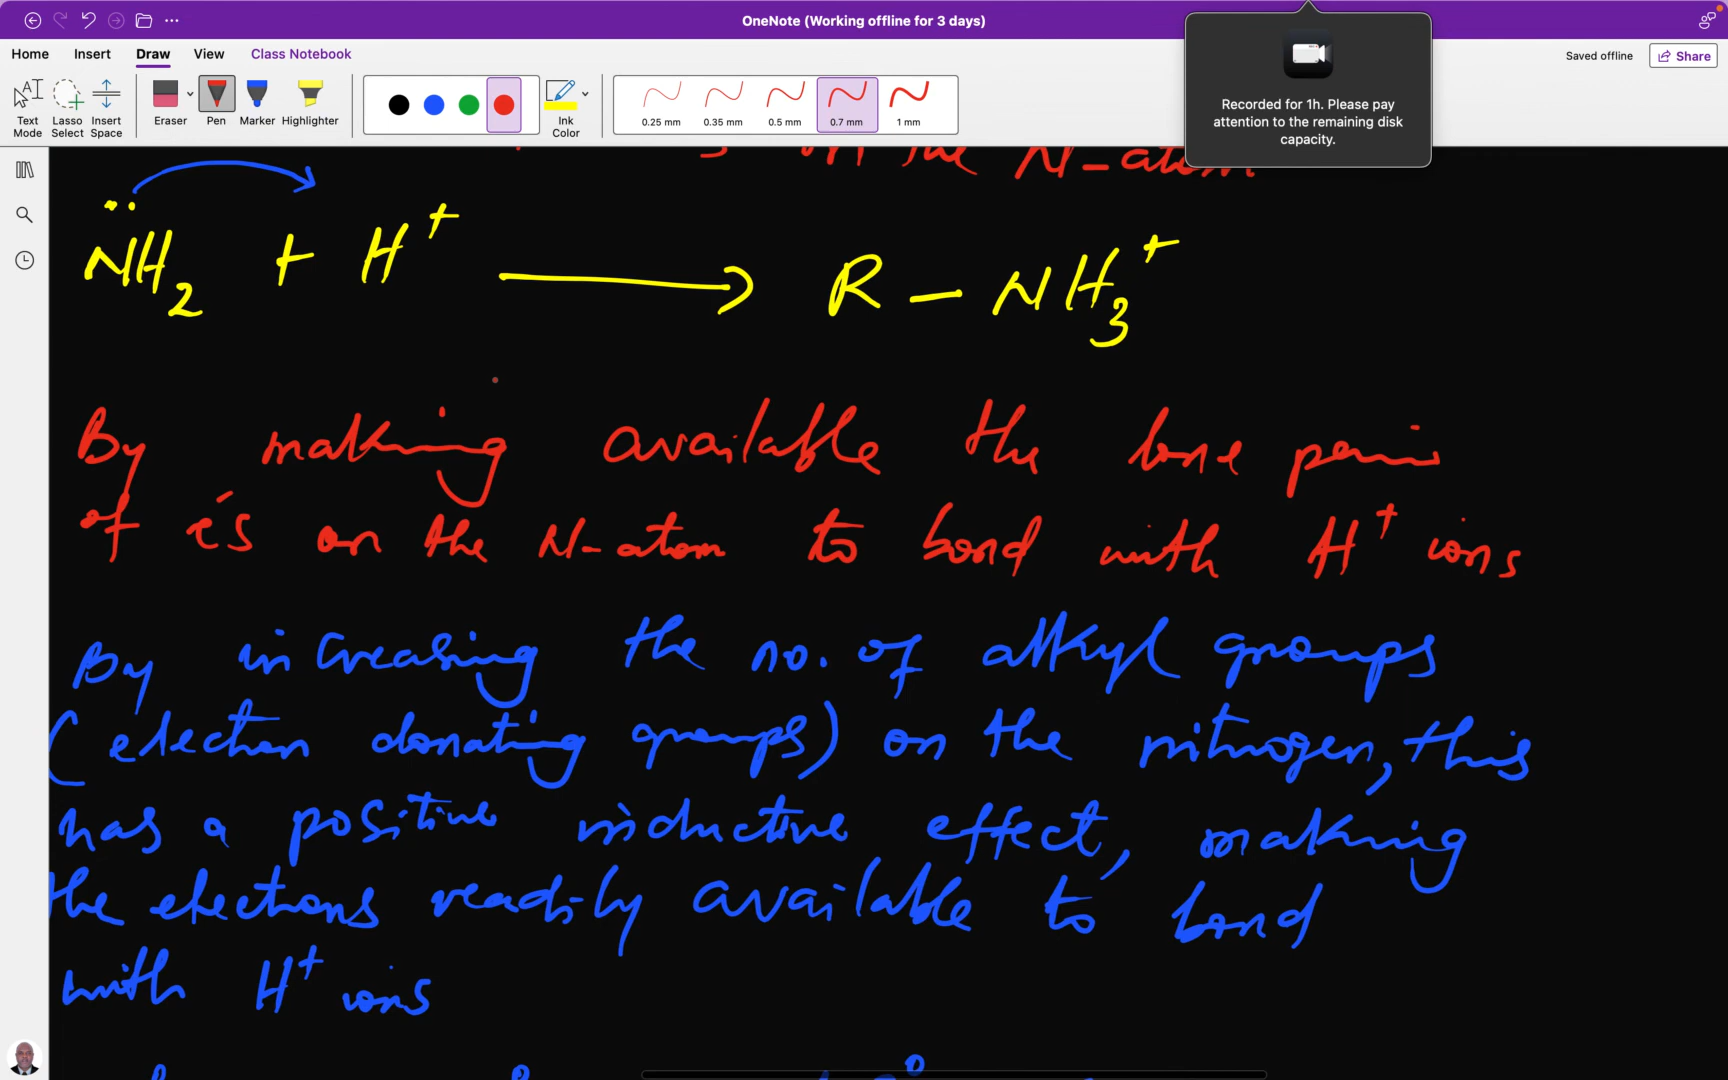 OneNote (Working offline for 3 days)
Home Insert Draw View Class Notebook
Saved offline Share
Text Mode
Lasso Select
Insert Space
Eraser
Pen
Marker
Highlighter
Ink Color
0.25 mm 0.35 mm 0.5 mm 0.7 mm 1 mm
Recorded for 1h. Please pay
attention to the remaining disk
capacity.
on the N-atom
N̈H₂ + H⁺ ⟶ R – NH₃⁺
By making available the lone pair
of e⁻s on the N-atom to bond with H⁺ ions
By increasing the no. of alkyl groups
(electron donating groups) on the nitrogen, this
has a positive inductive effect, making
the electrons readily available to bond
with H⁺ ions